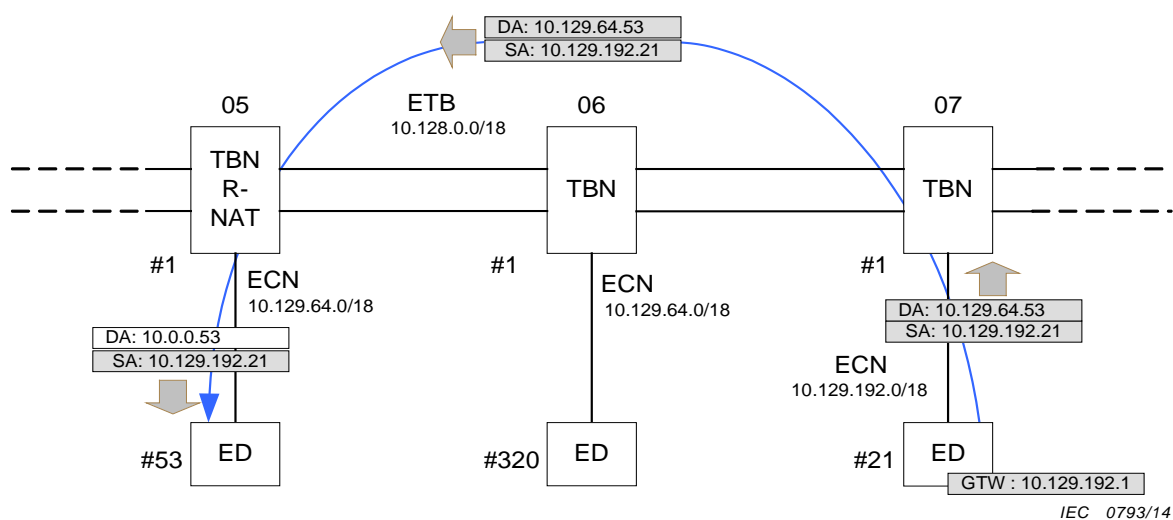 DA: 10.129.64.53
SA: 10.129.192.21
05
ETB
10.128.0.0/18
06
07
TBN
R-
NAT
TBN
TBN
#1
ECN
10.129.64.0/18
#1
ECN
10.129.64.0/18
#1
DA: 10.129.64.53
SA: 10.129.192.21
DA: 10.0.0.53
SA: 10.129.192.21
ECN
10.129.192.0/18
#53
ED
#320
ED
#21
ED
GTW : 10.129.192.1
IEC 0793/14